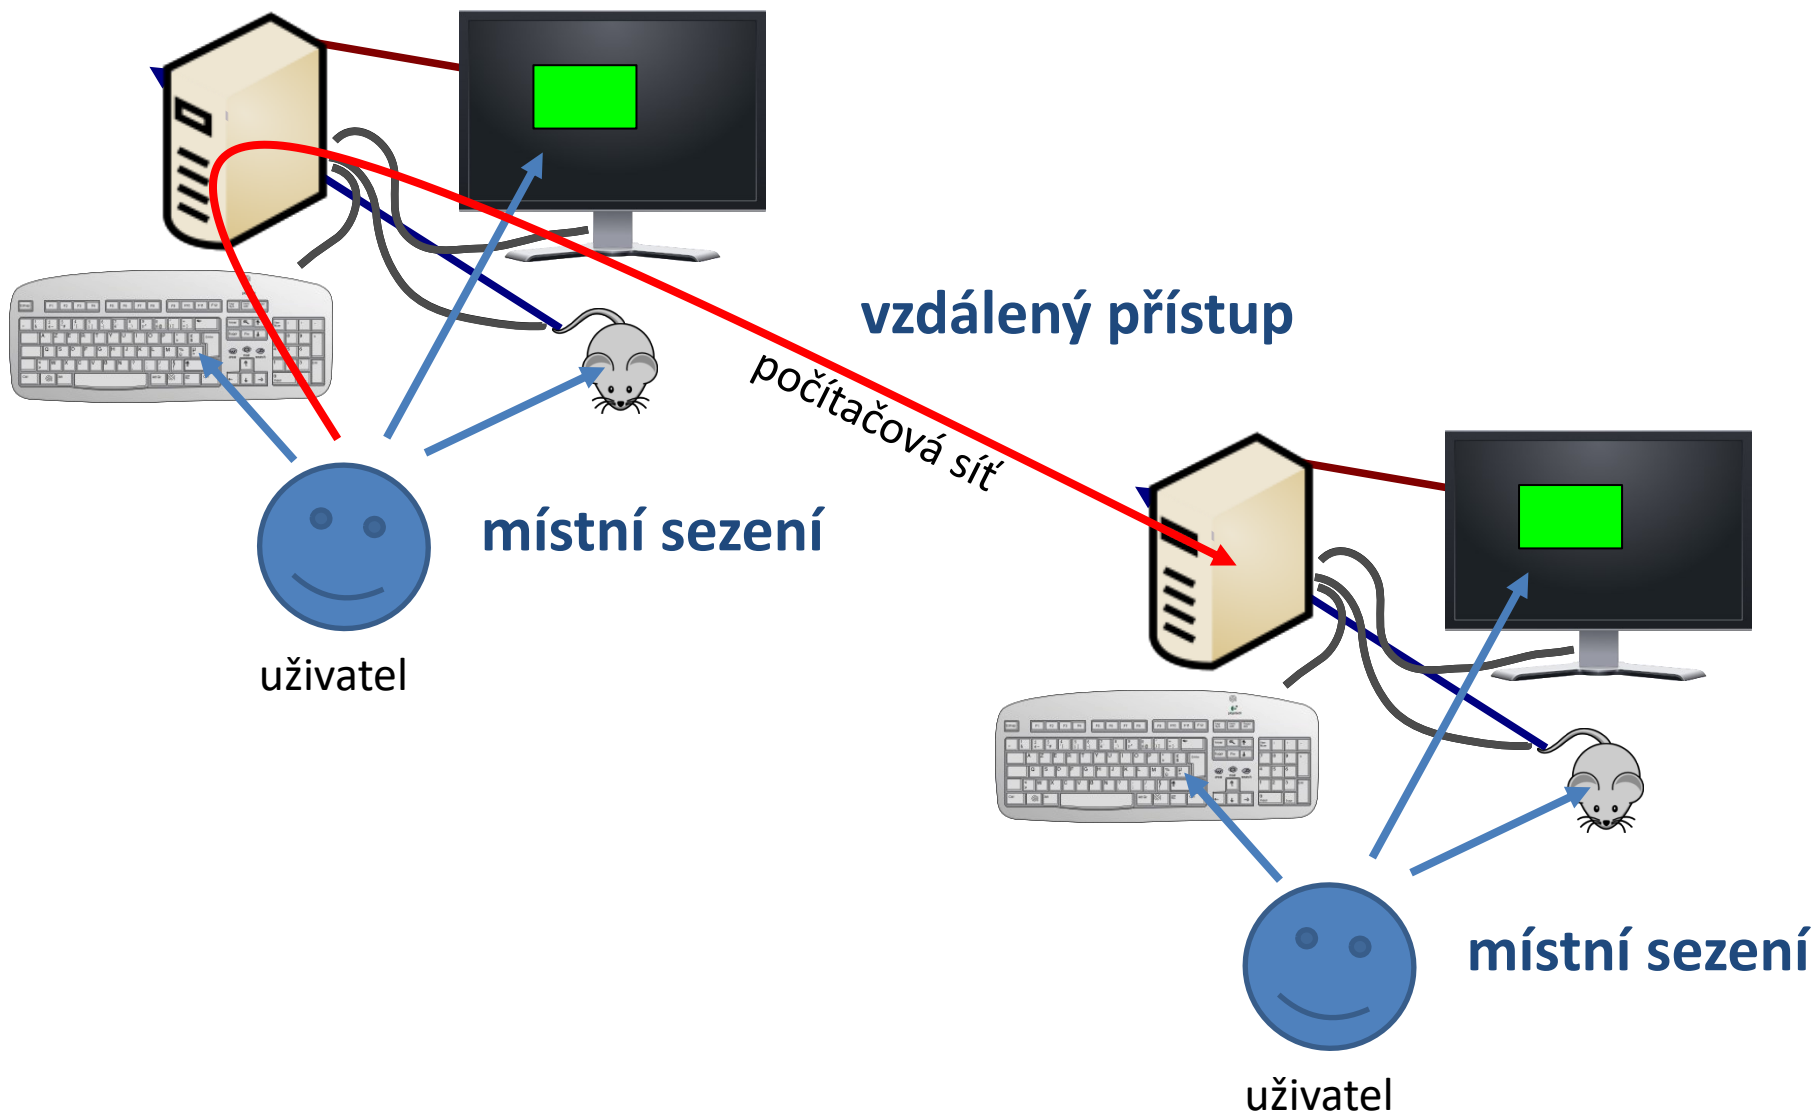 vzdálený přístup
počítačová síť
místní sezení
uživatel
místní sezení
uživatel